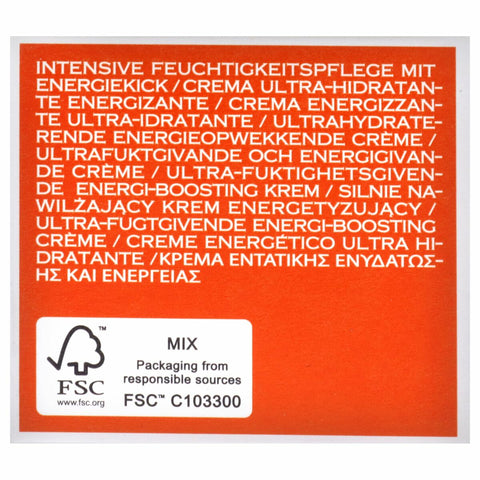 INTENSIVE FEUCHTIGKEITSPFLEGE MIT
ENERGIEKICK / CREMA ULTRA-HIDRATAN-
TE ENERGIZANTE / CREMA ENERGIZZAN-
TE ULTRA-IDRATANTE / ULTRAHYDRATE-
RENDE ENERGIEOPWEKKENDE CRÈME /
ULTRAFUKTGIVANDE OCH ENERGIGIVAN-
DE CRÈME / ULTRA-FUKTIGHETSGIVEN-
DE ENERGI-BOOSTING KREM / SILNIE NA-
WILŻAJĄCY KREM ENERGETYZUJĄCY /
ULTRA-FUGTGIVENDE ENERGI-BOOSTING
CRÈME / CREME ENERGÉTICO ULTRA HI-
DRATANTE / ΚΡΕΜΑ ΕΝΤΑΤΙΚΗΣ ΕΝΥΔΑΤΩΣ-
ΗΣ ΚΑΙ ΕΝΕΡΓΕΙΑΣ
FSC
www.fsc.org
MIX
Packaging from
responsible sources
FSC™ C103300